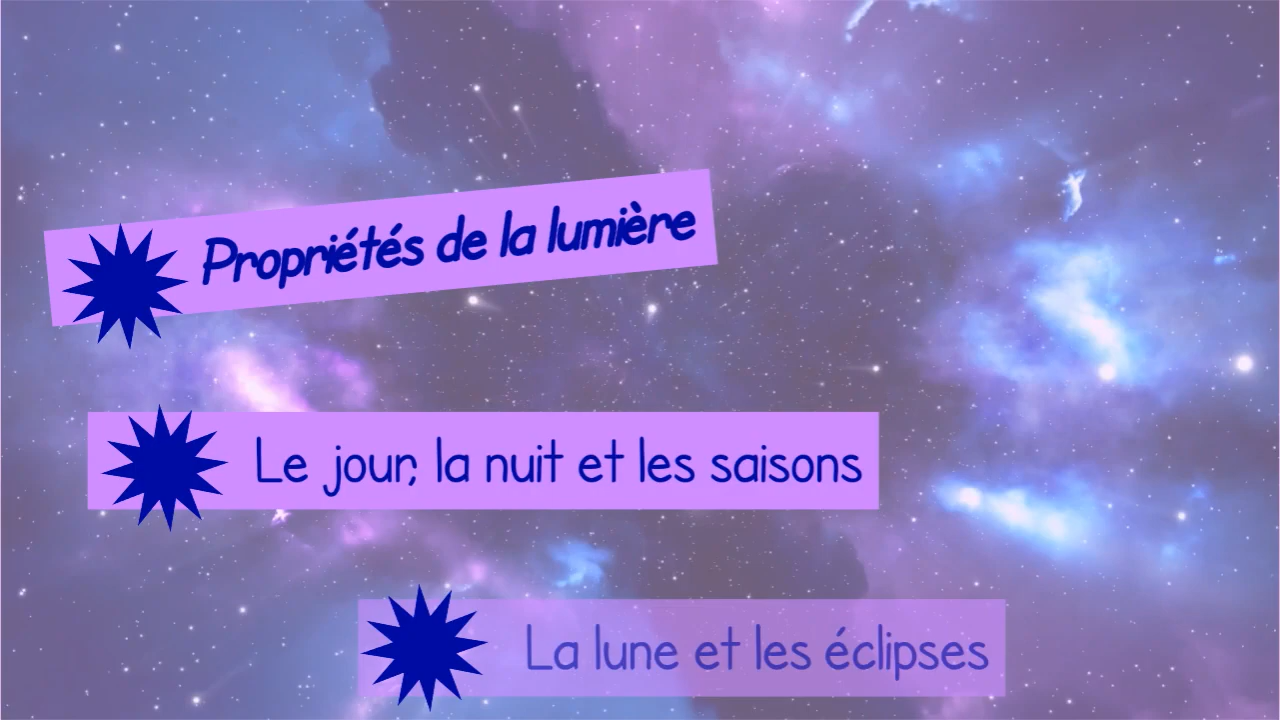 Propriétés de la lumière
Le jour, la nuit et les saisons
La lune et les éclipses